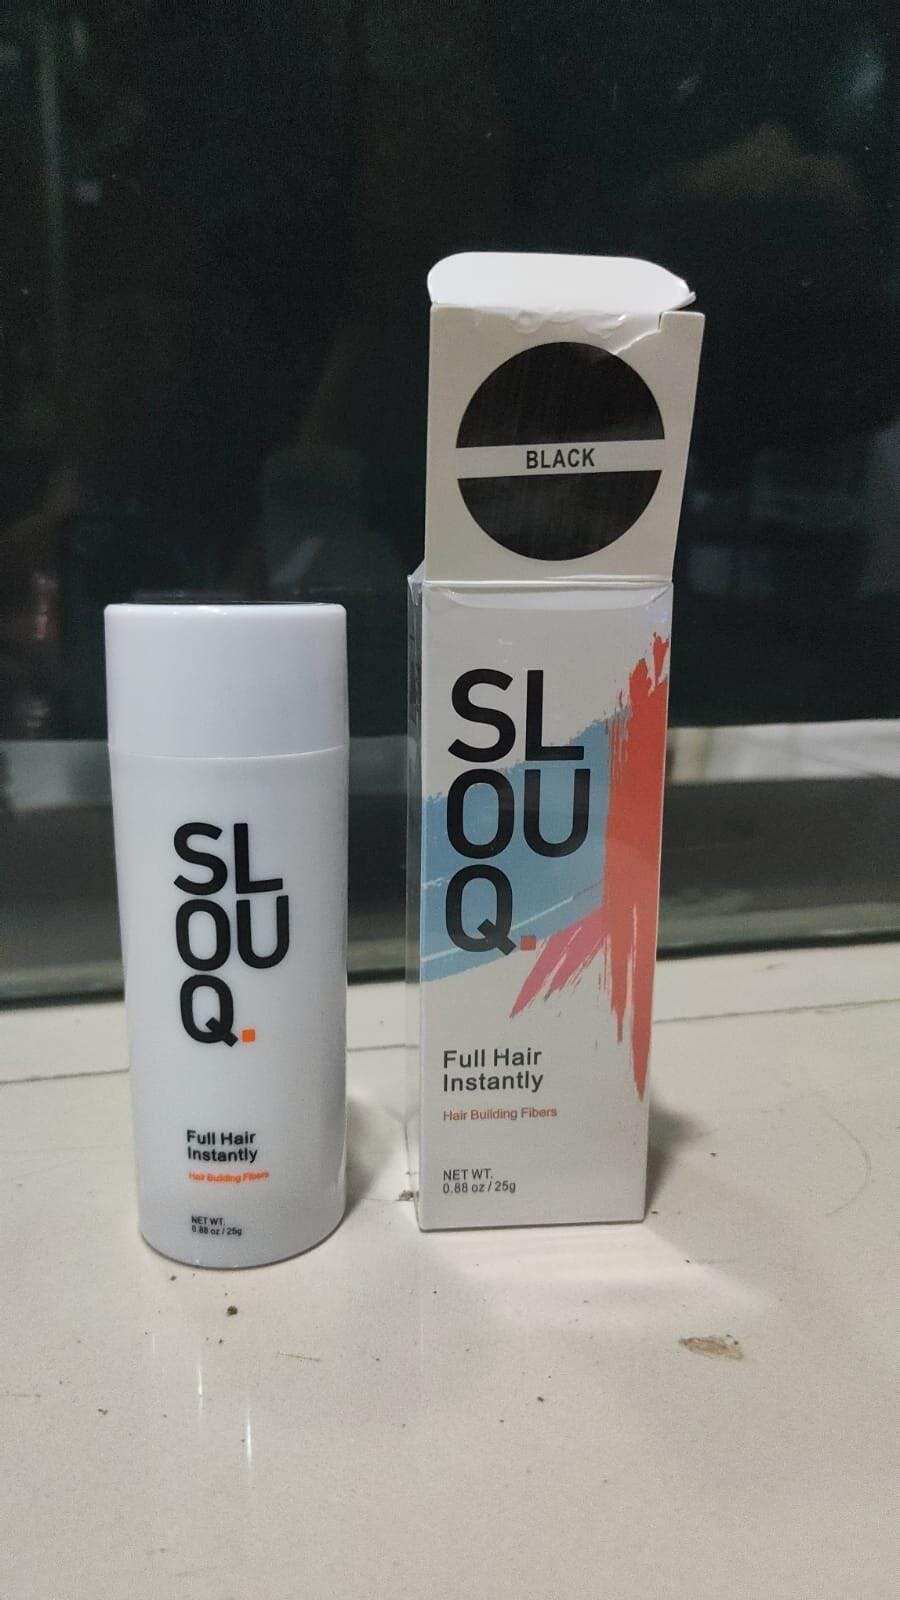 SL
OU
Q.
Full Hair
Instantly
Hair Building Fibers
NET WT.
0.88 oz / 25g
BLACK
SL
OU
Q.
Full Hair
Instantly
Hair Building Fibers
NET WT.
0.88 oz / 25g